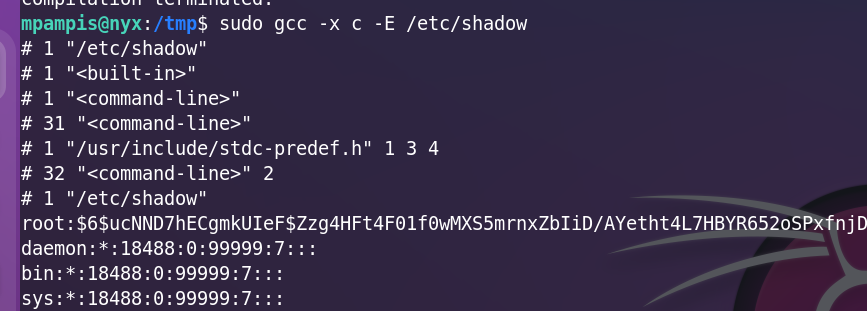 compilation terminated.
mpampis@nyx:/tmp$ sudo gcc -x c -E /etc/shadow
# 1 "/etc/shadow"
# 1 "<built-in>"
# 1 "<command-line>"
# 31 "<command-line>"
# 1 "/usr/include/stdc-predef.h" 1 3 4
# 32 "<command-line>" 2
# 1 "/etc/shadow"
root:$6$ucNND7hECgmkUIeF$Zzg4HFt4F01f0wMXS5mrnxZbIiD/AYetht4L7HBYR652oSPxfnjD
daemon:*:18488:0:99999:7:::
bin:*:18488:0:99999:7:::
sys:*:18488:0:99999:7:::